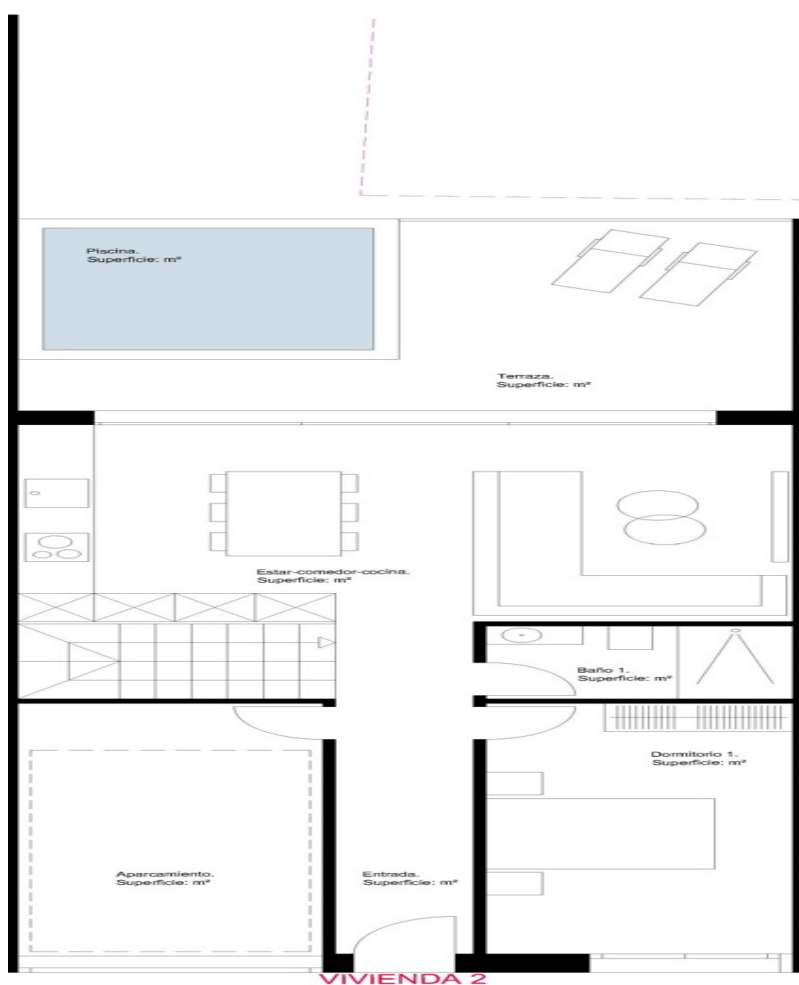 Piscina.
Superficie: m²
Terraza.
Superficie: m²
Estar-comedor-cocina.
Superficie: m²
Baño 1.
Superficie: m²
Dormitorio 1.
Superficie: m²
Aparcamiento.
Superficie: m²
Entrada.
Superficie: m²
VIVIENDA 2